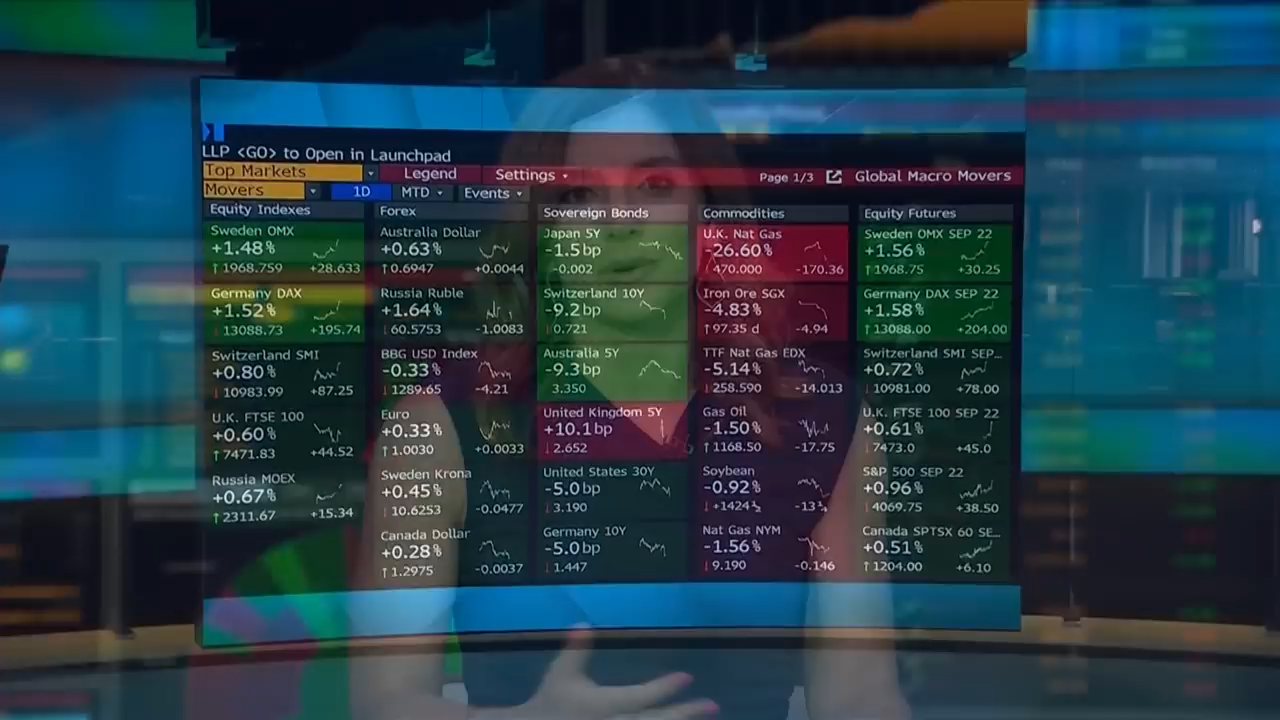 LLP <GO> to Open in Launchpad
Top Markets Legend Settings Page 1/3 Global Macro Movers
Movers 1D MTD Events
Equity Indexes
Sweden OMX
+1.48%
↑1968.759 +28.633
Germany DAX
+1.52%
↓13088.73 +195.74
Switzerland SMI
+0.80%
↓10983.99 +87.25
U.K. FTSE 100
+0.60%
↑7471.83 +44.52
Russia MOEX
+0.67%
↑2311.67 +15.34
Forex
Australia Dollar
+0.63%
↑0.6947 +0.0044
Russia Ruble
+1.64%
↓60.5753 -1.0083
BBG USD Index
-0.33%
↓1289.65 -4.21
Euro
+0.33%
↑1.0030 +0.0033
Sweden Krona
+0.45%
↓10.6253 -0.0477
Canada Dollar
+0.28%
↑1.2975 -0.0037
Sovereign Bonds
Japan 5Y
-1.5bp
-0.002
Switzerland 10Y
-9.2bp
↓0.721
Australia 5Y
-9.3bp
3.350
United Kingdom 5Y
+10.1bp
↓2.652
United States 30Y
-5.0bp
↓3.190
Germany 10Y
-5.0bp
↓1.447
Commodities
U.K. Nat Gas
-26.60%
470.000 -170.36
Iron Ore SGX
-4.83%
↑97.35 d -4.94
TTF Nat Gas EDX
-5.14%
↓258.590 -14.013
Gas Oil
-1.50%
↑1168.50 -17.75
Soybean
-0.92%
↓+1424½ -13¼
Nat Gas NYM
-1.56%
↓9.190 -0.146
Equity Futures
Sweden OMX SEP 22
+1.56%
↑1968.75 +30.25
Germany DAX SEP 22
+1.58%
↑13088.00 +204.00
Switzerland SMI SEP…
+0.72%
↑10981.00 +78.00
U.K. FTSE 100 SEP 22
+0.61%
↓7473.0 +45.0
S&P 500 SEP 22
+0.96%
↓4069.75 +38.50
Canada SPTSX 60 SE…
+0.51%
↑1204.00 +6.10